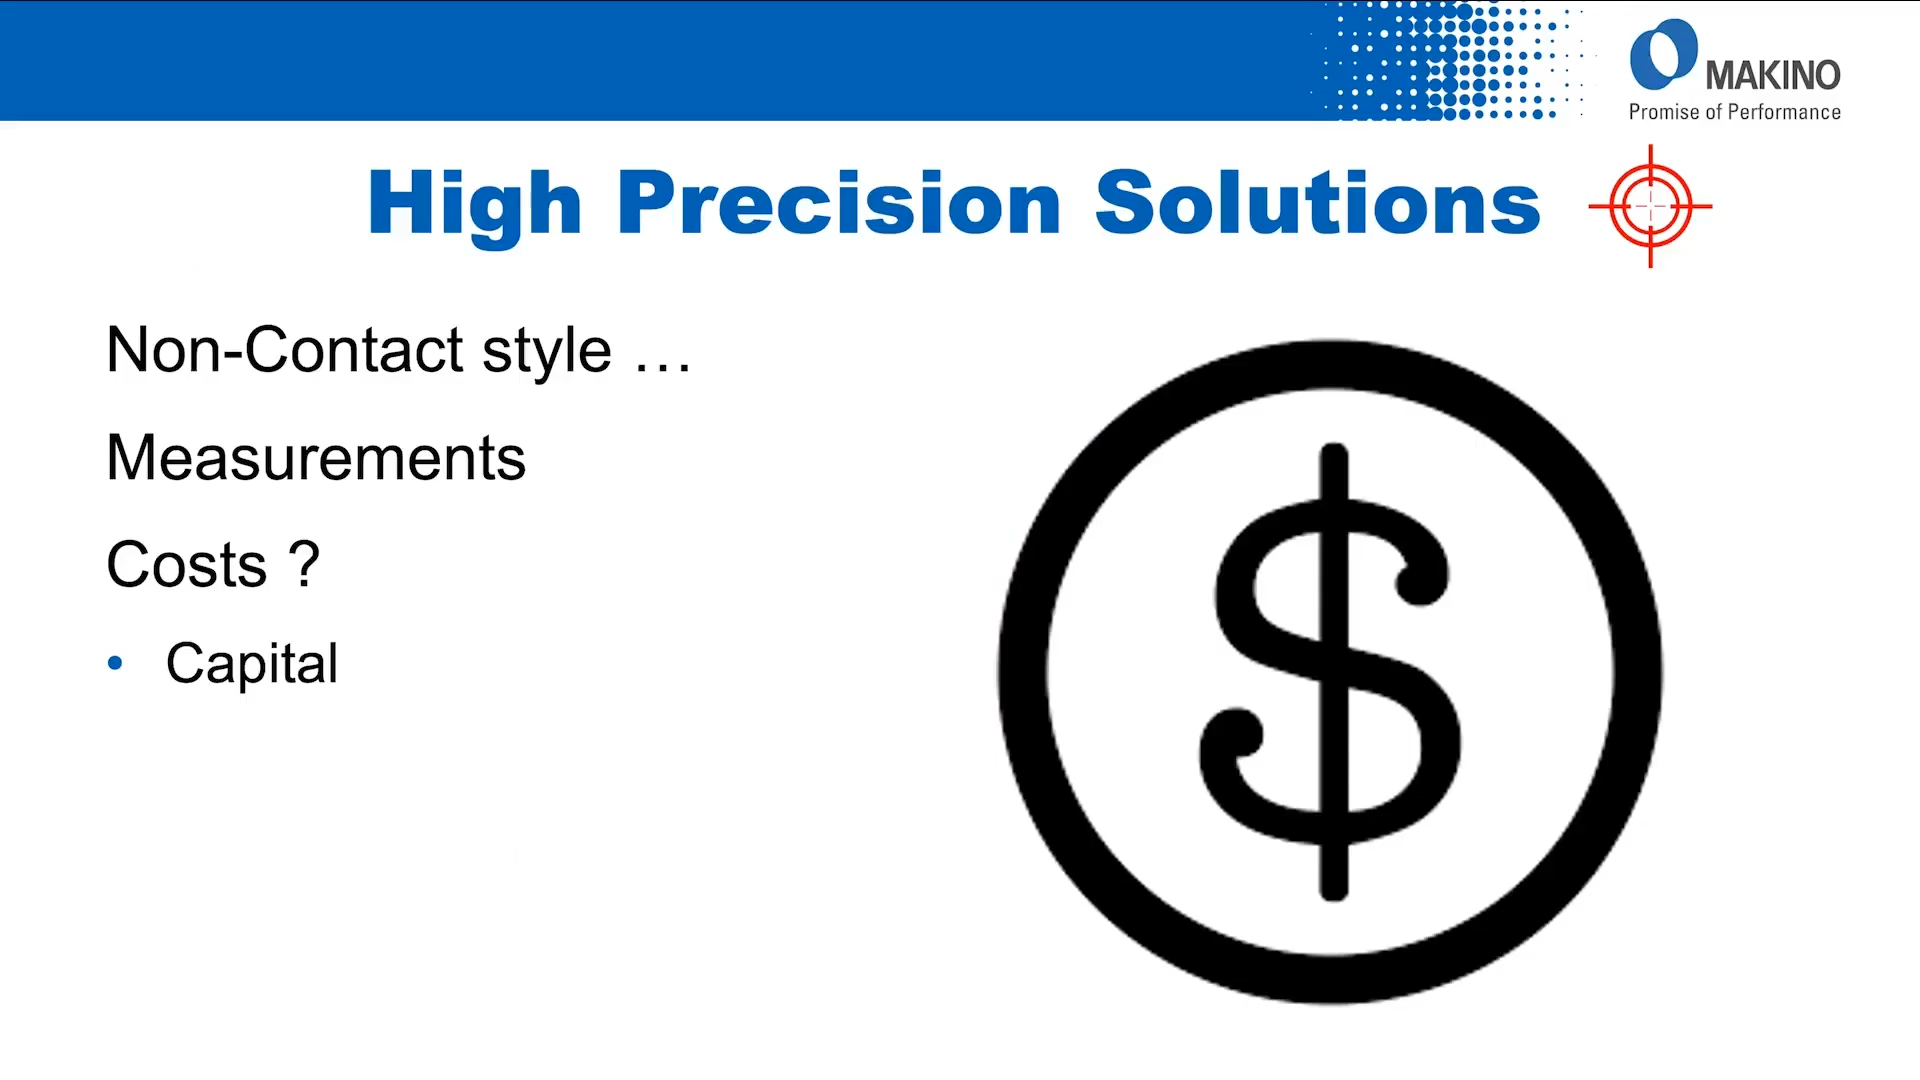 MAKINO
Promise of Performance
High Precision Solutions
Non-Contact style …
Measurements
Costs ?
• Capital
$